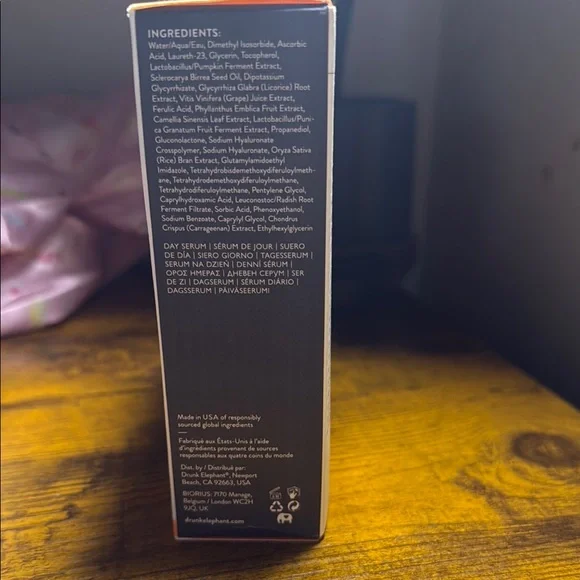 INGREDIENTS:
Water/Aqua/Eau, Dimethyl Isosorbide, Ascorbic
Acid, Laureth-23, Glycerin, Tocopherol,
Lactobacillus/Pumpkin Ferment Extract,
Sclerocarya Birrea Seed Oil, Dipotassium
Glycyrrhizate, Glycyrrhiza Glabra (Licorice) Root
Extract, Vitis Vinifera (Grape) Juice Extract,
Ferulic Acid, Phyllanthus Emblica Fruit Extract,
Camellia Sinensis Leaf Extract, Lactobacillus/Puni-
ca Granatum Fruit Ferment Extract, Propanediol,
Gluconolactone, Sodium Hyaluronate
Crosspolymer, Sodium Hyaluronate, Oryza Sativa
(Rice) Bran Extract, Glutamylamidoethyl
Imidazole, Tetrahydrobisdemethoxydiferuloylmeth-
ane, Tetrahydrodemethoxydiferuloylmethane,
Tetrahydrodiferuloylmethane, Pentylene Glycol,
Caprylhydroxamic Acid, Leuconostoc/Radish Root
Ferment Filtrate, Sorbic Acid, Phenoxyethanol,
Sodium Benzoate, Caprylyl Glycol, Chondrus
Crispus (Carrageenan) Extract, Ethylhexylglycerin
DAY SERUM | SÉRUM DE JOUR | SUERO
DE DÍA | SIERO GIORNO | TAGESSERUM |
SERUM NA DZIEŃ | DENNÍ SÉRUM |
ΟΡΟΣ ΗΜΕΡΑΣ | ДНЕВЕН СЕРУМ | SER
DE ZI | DAGSERUM | SÉRUM DIÁRIO |
DAGSSERUM | PÄIVÄSEERUMI
Made in USA of responsibly
sourced global ingredients
Fabriqué aux États-Unis à l'aide
d'ingrédients provenant de sources
responsables aux quatre coins du monde
Dist. by / Distribué par:
Drunk Elephant®, Newport
Beach, CA 92663, USA
BIORIUS: 7170 Manage,
Belgium / London WC2H
9JQ, UK
drunkelephant.com